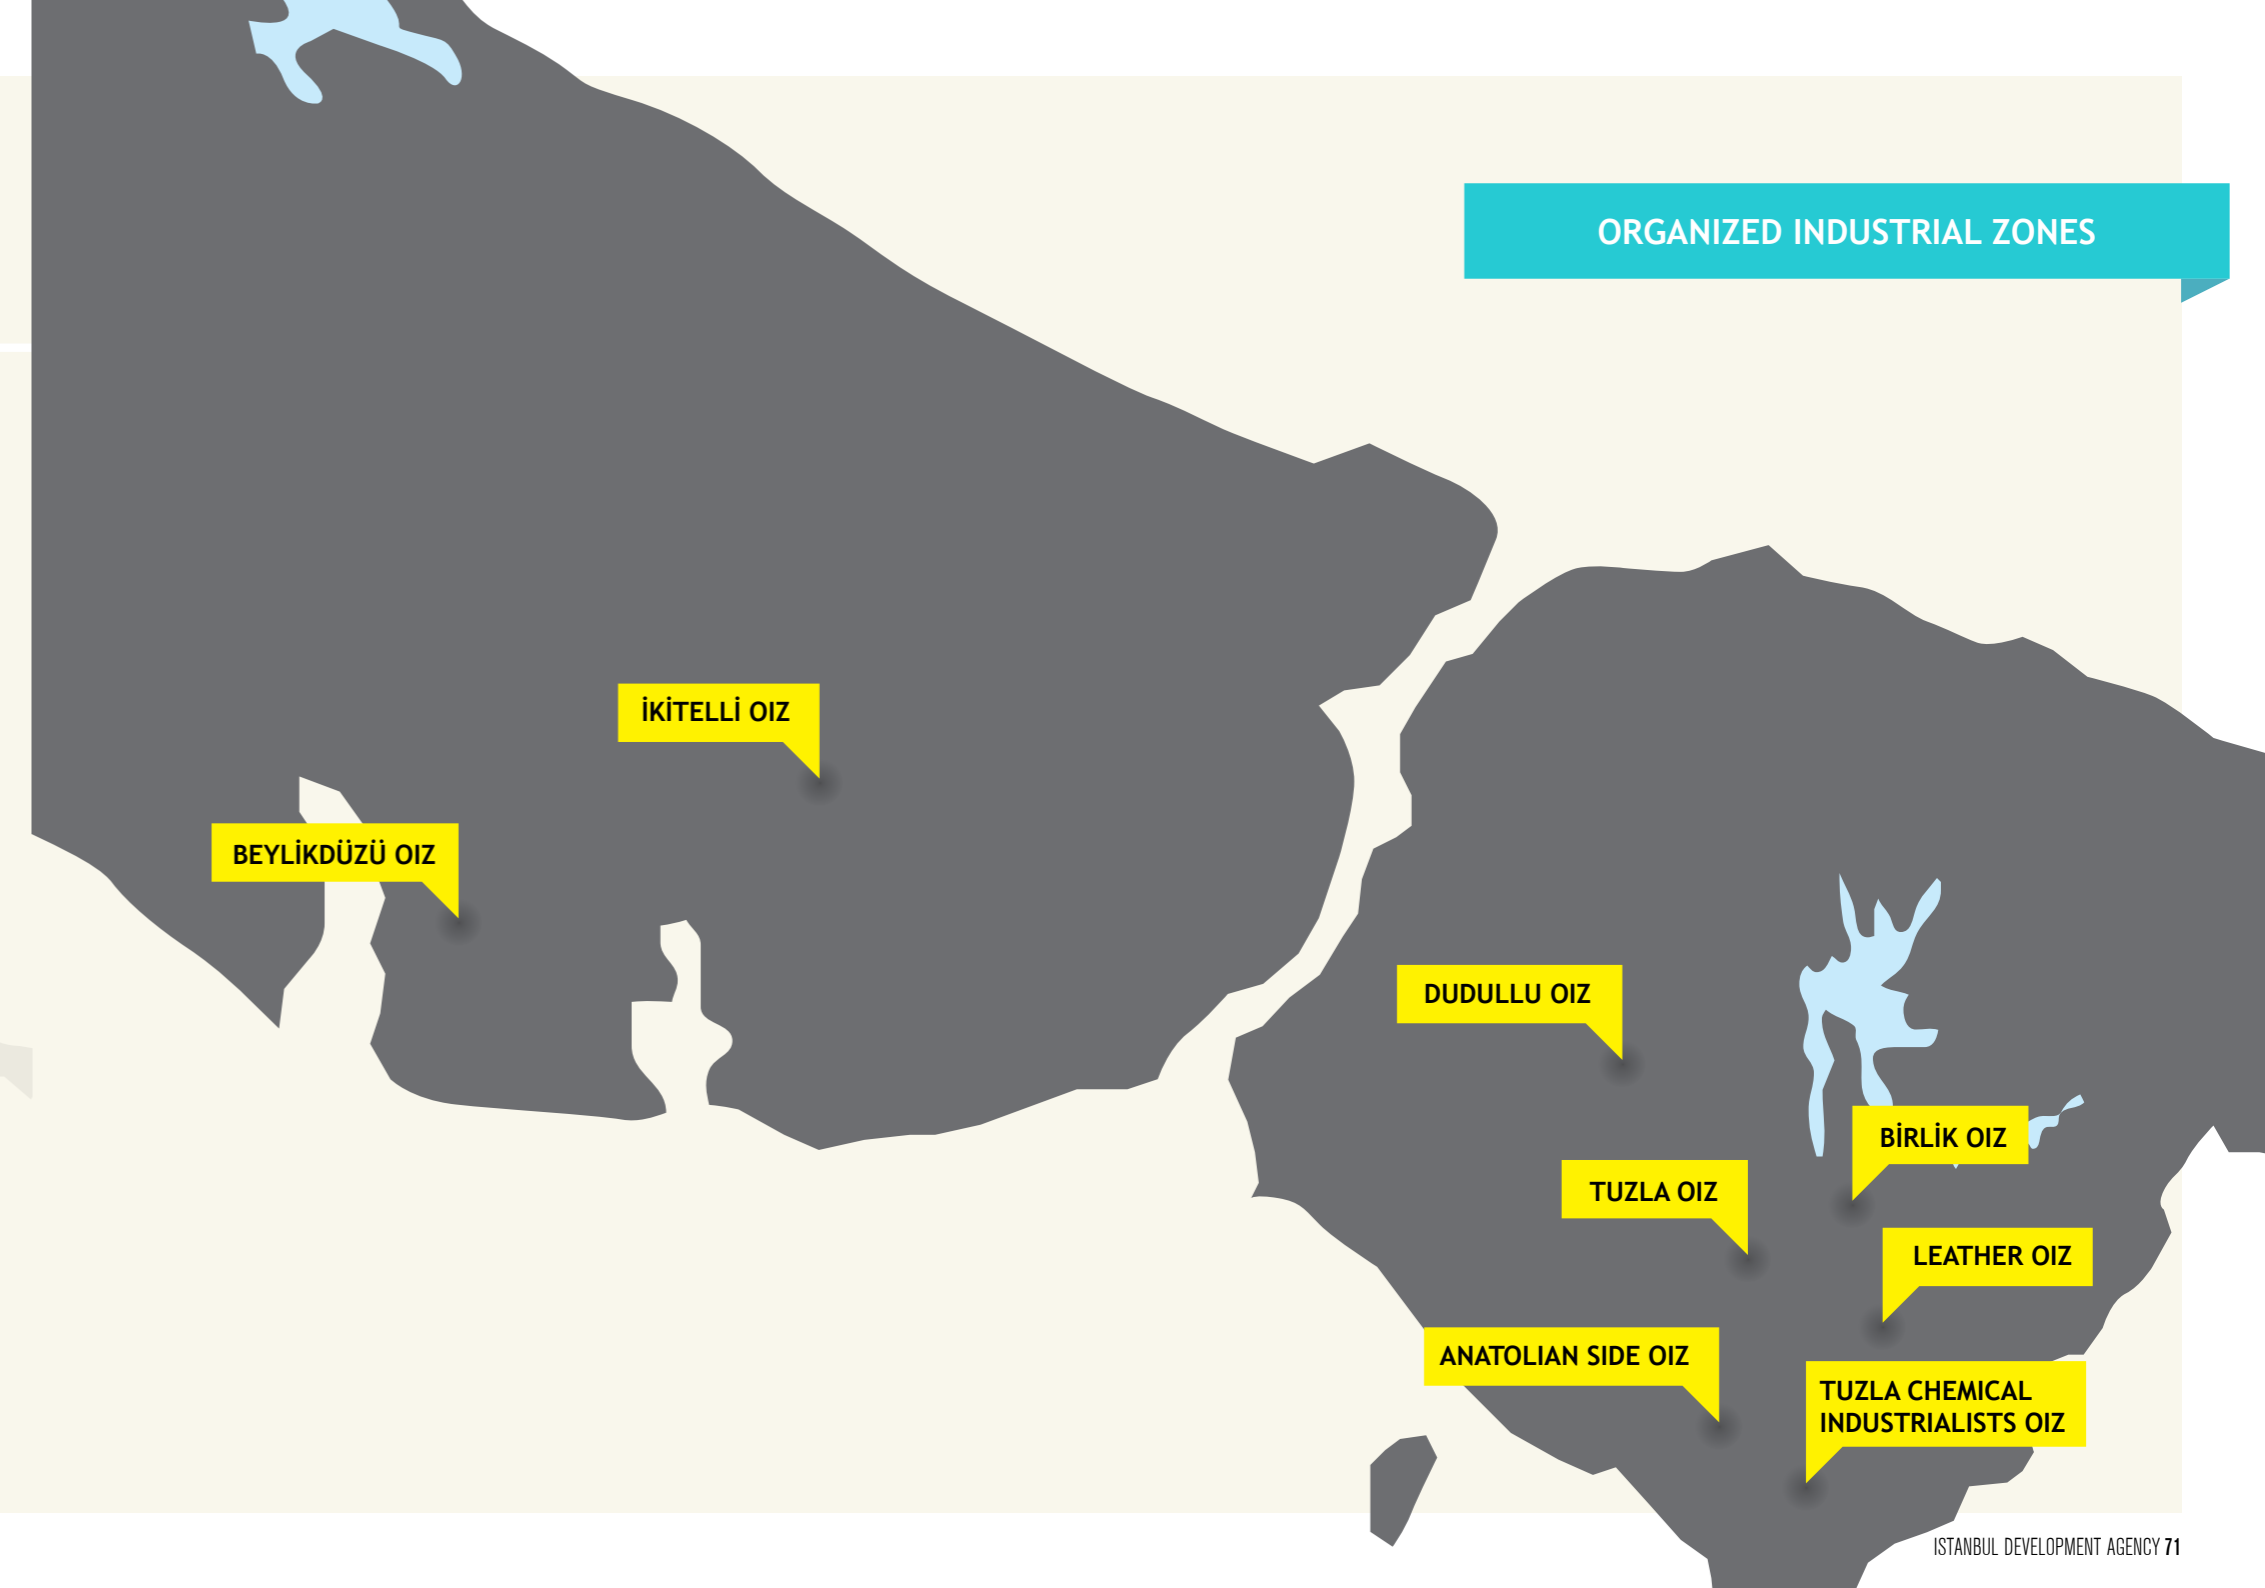 ORGANIZED INDUSTRIAL ZONES
İKİTELLİ OIZ
BEYLİKDÜZÜ OIZ
DUDULLU OIZ
BİRLİK OIZ
TUZLA OIZ
LEATHER OIZ
ANATOLIAN SIDE OIZ
TUZLA CHEMICAL
INDUSTRIALISTS OIZ
ISTANBUL DEVELOPMENT AGENCY 71